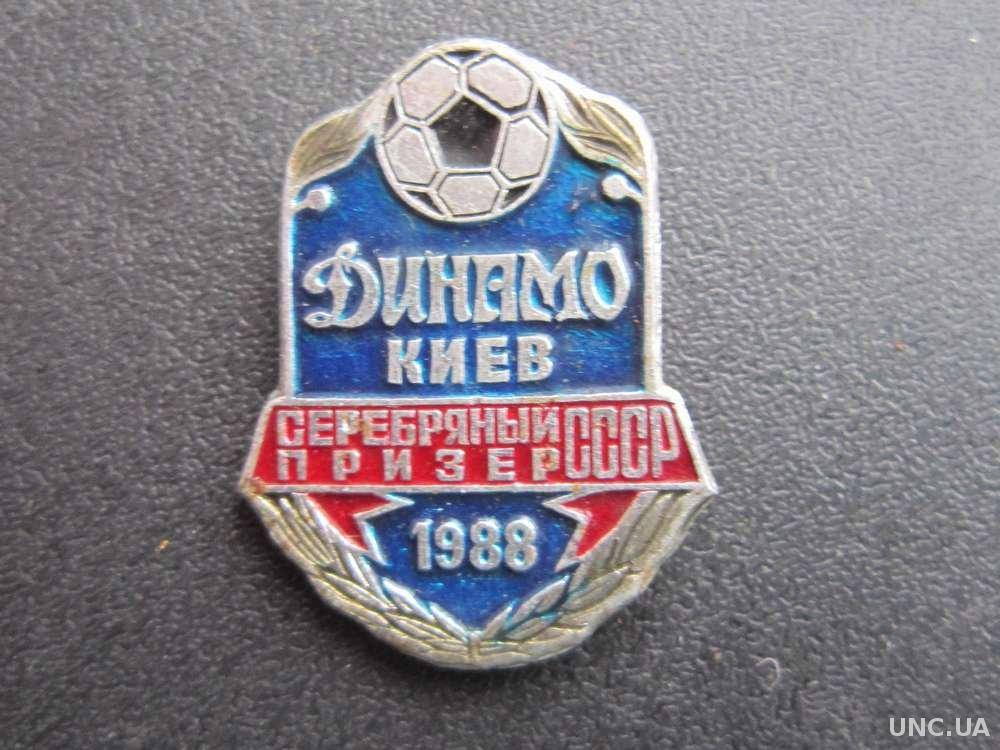 ДИНАМО
КИЕВ
СЕРЕБРЯНЫЙ
ПРИЗЕР СССР
1988
UNC.UA